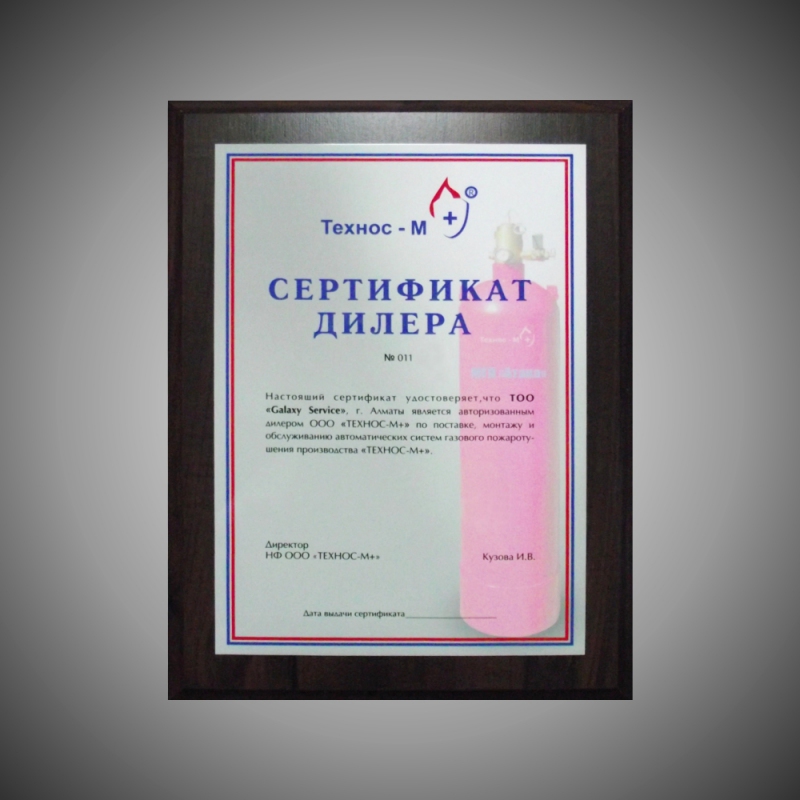 Технос - М +®
СЕРТИФИКАТ
ДИЛЕРА
№ 011
Настоящий сертификат удостоверяет,что ТОО
«Galaxy Service», г. Алматы является авторизованным
дилером ООО «ТЕХНОС-М+» по поставке, монтажу и
обслуживанию автоматических систем газового пожароту-
шения производства «ТЕХНОС-М+».
Директор
НФ ООО «ТЕХНОС-М+»
Кузова И.В.
Дата выдачи сертификата